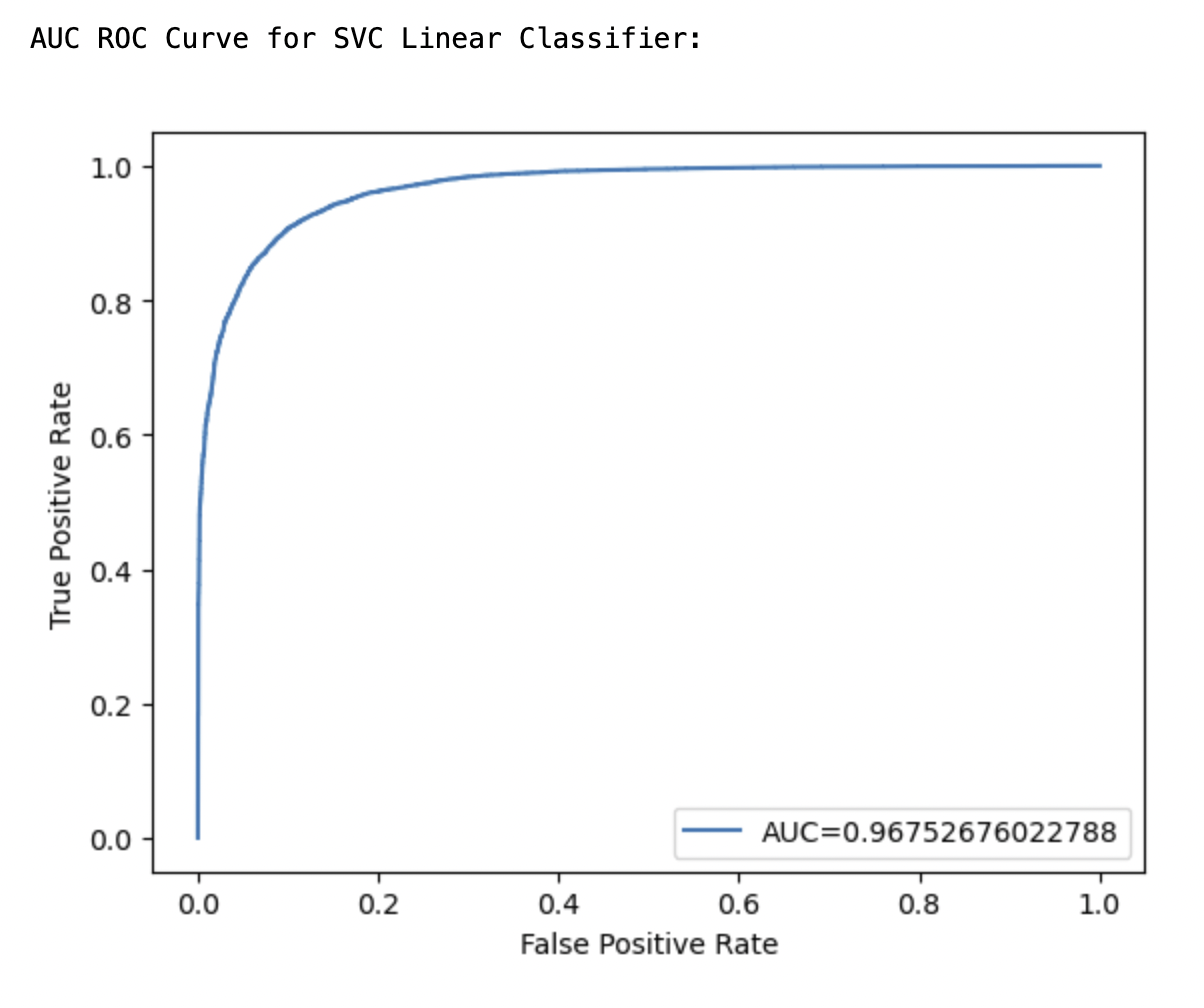 AUC ROC Curve for SVC Linear Classifier:
1.0
0.8
0.6
0.4
0.2
0.0
True Positive Rate
AUC=0.96752676022788
0.0 0.2 0.4 0.6 0.8 1.0
False Positive Rate